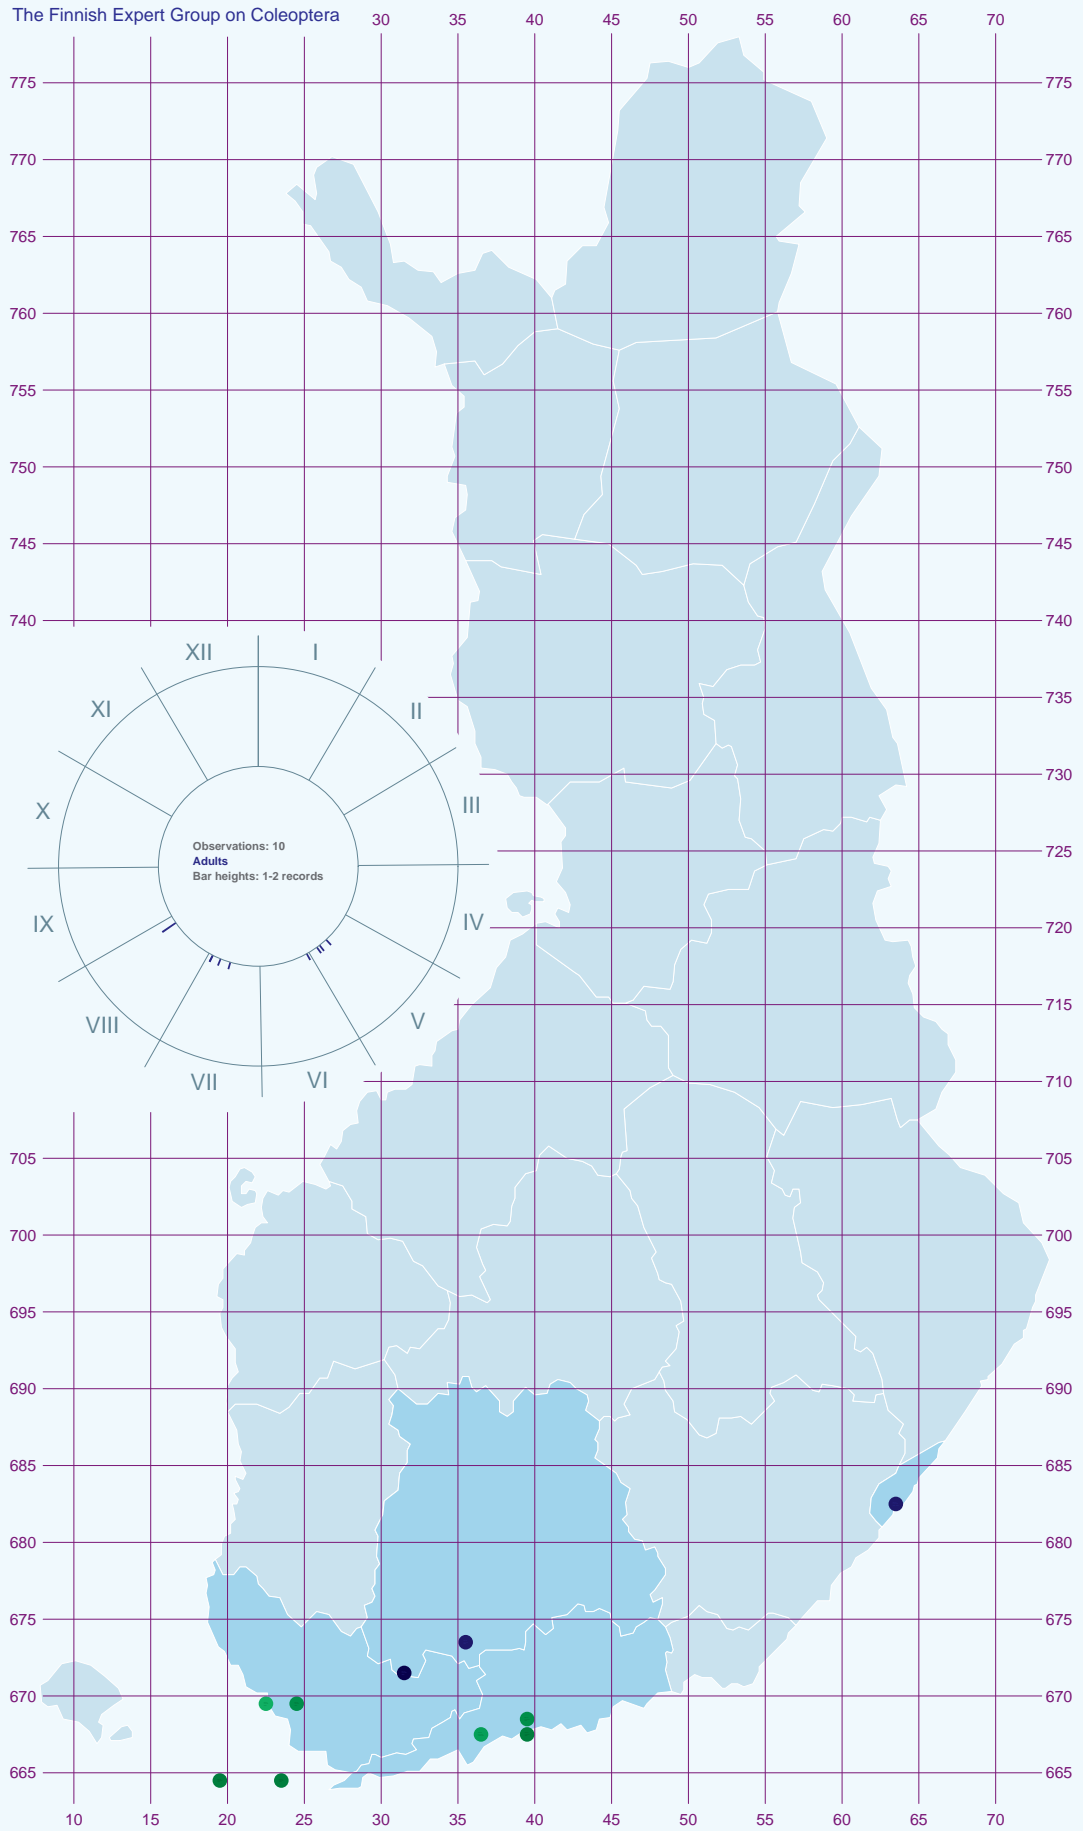 The Finnish Expert Group on Coleoptera
30 40 50 55 60 65 70
775 775
770 770
765 765
760 760
755 755
750 750
745 745
740 740
XII I
XI II
735
730
X III
Observations: 10
Adults
Bar heights: 1-2 records
725
IX IV
720
VIII V
715
VII VI
710
705 705
700 700
695 695
690 690
685 685
680 680
675 675
670 670
665 665
10 15 20 25 30 35 40 45 50 55 60 65 70